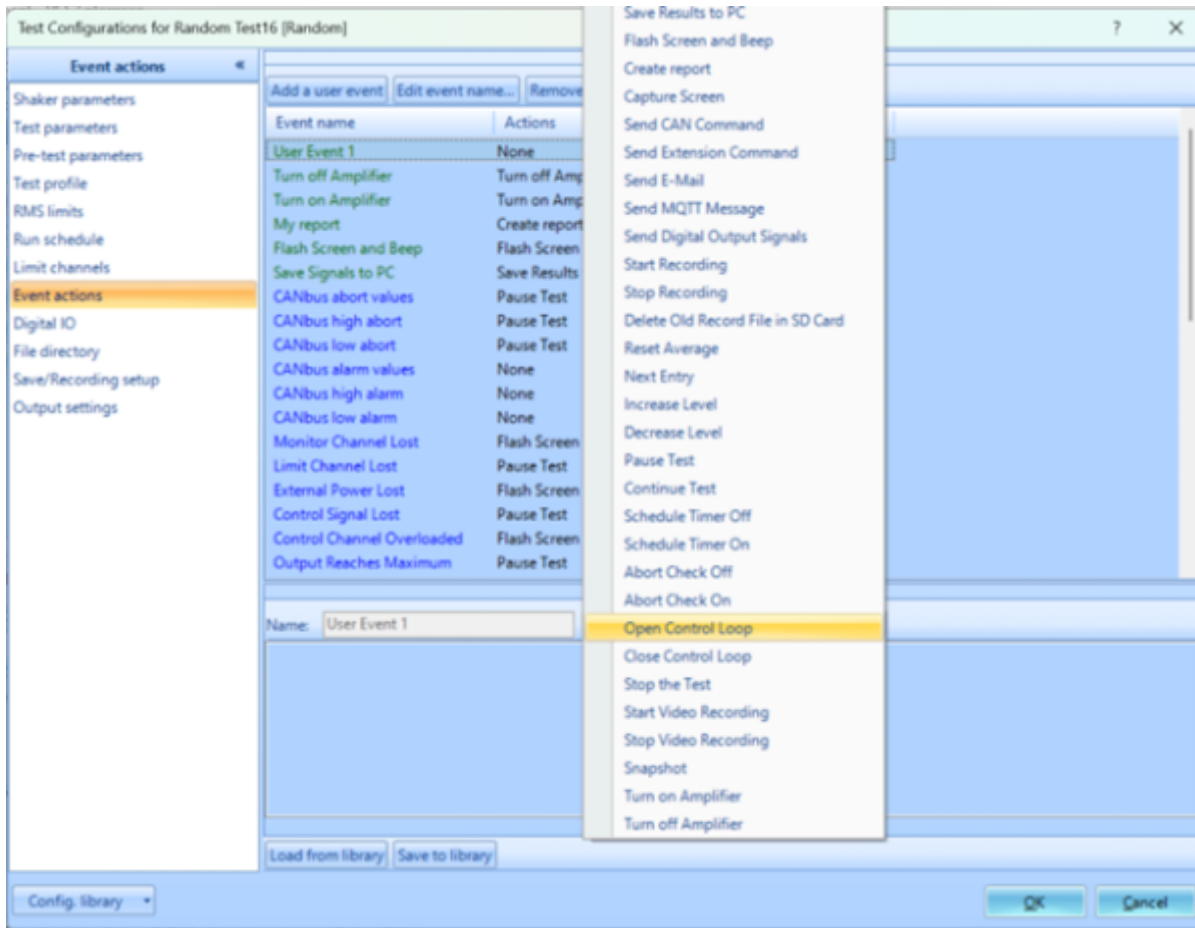 Test Configurations for Random Test16 [Random]
?
Event actions
Shaker parameters
Test parameters
Pre-test parameters
Test profile
RMS limits
Run schedule
Limit channels
Event actions
Digital IO
File directory
Save/Recording setup
Output settings
Add a user event Edit event name... Remove
Event name Actions
User Event 1 None
Turn off Amplifier Turn off Amp
Turn on Amplifier Turn on Amp
My report Create report
Flash Screen and Beep Flash Screen
Save Signals to PC Save Results
CANbus abort values Pause Test
CANbus high abort Pause Test
CANbus low abort Pause Test
CANbus alarm values None
CANbus high alarm None
CANbus low alarm None
Monitor Channel Lost Flash Screen
Limit Channel Lost Pause Test
External Power Lost Flash Screen
Control Signal Lost Pause Test
Control Channel Overloaded Flash Screen
Output Reaches Maximum Pause Test
Name: User Event 1
Load from library Save to library
Save Results to PC
Flash Screen and Beep
Create report
Capture Screen
Send CAN Command
Send Extension Command
Send E-Mail
Send MQTT Message
Send Digital Output Signals
Start Recording
Stop Recording
Delete Old Record File in SD Card
Reset Average
Next Entry
Increase Level
Decrease Level
Pause Test
Continue Test
Schedule Timer Off
Schedule Timer On
Abort Check Off
Abort Check On
Open Control Loop
Close Control Loop
Stop the Test
Start Video Recording
Stop Video Recording
Snapshot
Turn on Amplifier
Turn off Amplifier
Config. library
OK Cancel